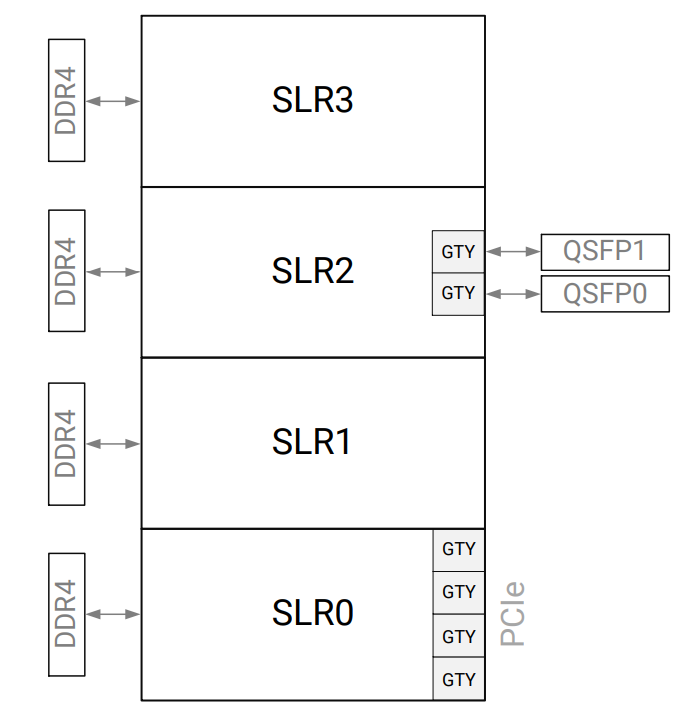 DDR4
SLR3
DDR4
SLR2
GTY
QSFP1
GTY
QSFP0
DDR4
SLR1
DDR4
SLR0
GTY
GTY
GTY
GTY
PCIe